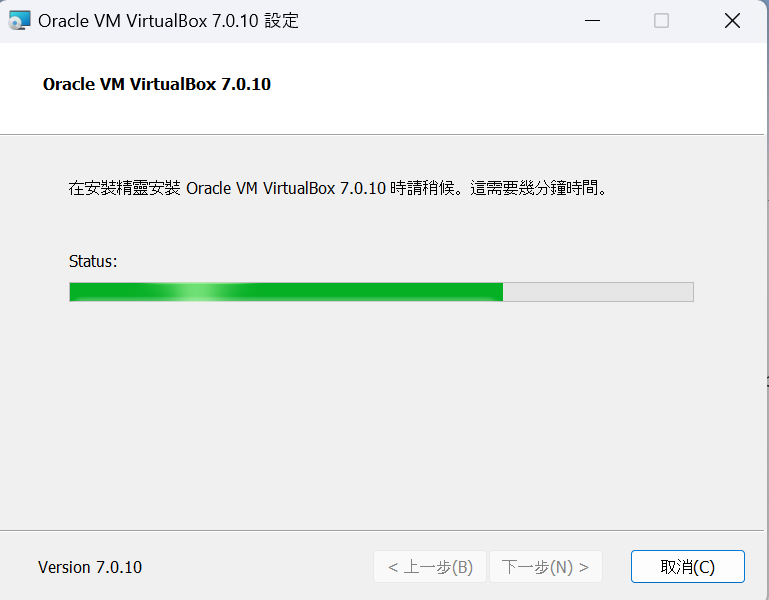 Oracle VM VirtualBox 7.0.10 設定
Oracle VM VirtualBox 7.0.10
在安裝精靈安裝 Oracle VM VirtualBox 7.0.10 時請稍候。這需要幾分鐘時間。
Status:
Version 7.0.10
< 上一步(B)
下一步(N) >
取消(C)